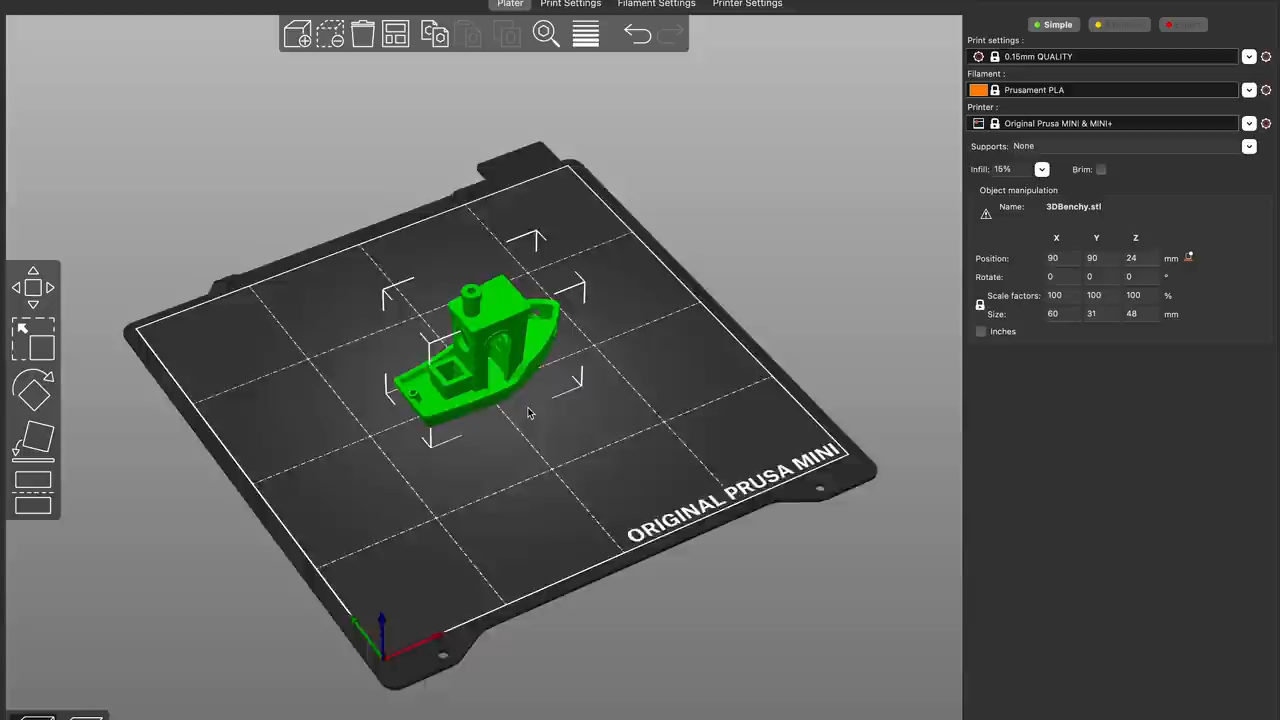 Plater Print Settings Filament Settings Printer Settings
Simple
Print settings :
0.15mm QUALITY
Filament :
Prusament PLA
Printer :
Original Prusa MINI & MINI+
Supports: None
Infill: 15% Brim:
Object manipulation
Name: 3DBenchy.stl
X Y Z
Position: 90 90 24 mm
Rotate: 0 0 0 °
Scale factors: 100 100 100 %
Size: 60 31 48 mm
Inches
ORIGINAL PRUSA MINI